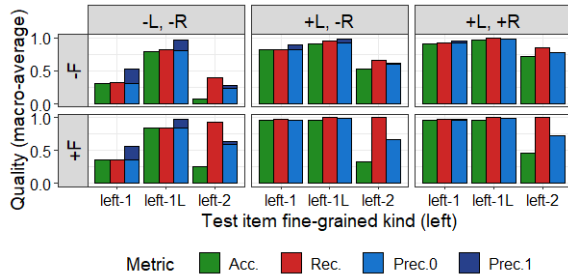 -L, -R
+L, -R
+L, +R
Quality (macro-average)
1.0
0.5
0.0
-F
1.0
0.5
0.0
+F
left-1 left-1L left-2
left-1 left-1L left-2
left-1 left-1L left-2
Test item fine-grained kind (left)
Metric Acc. Rec. Prec.0 Prec.1